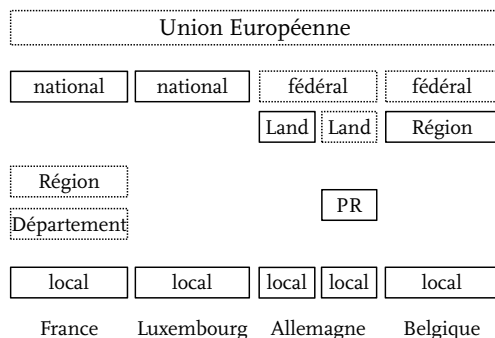 Union Européenne
national national fédéral fédéral
Land Land Région
Région
PR
Département
local local local local local
France Luxembourg Allemagne Belgique